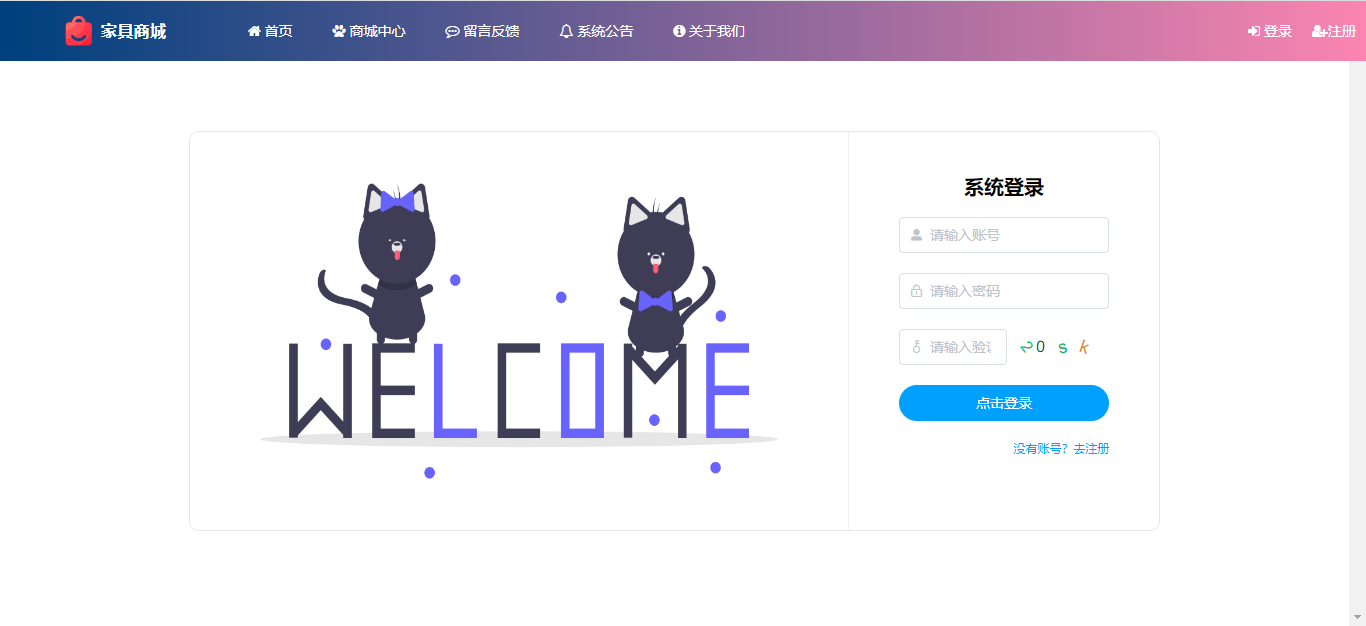 家具商城 首页 商城中心 留言反馈 系统公告 关于我们 登录 注册
系统登录
请输入账号
请输入密码
请输入验证 0 s k
WELCOME
点击登录
没有账号？去注册